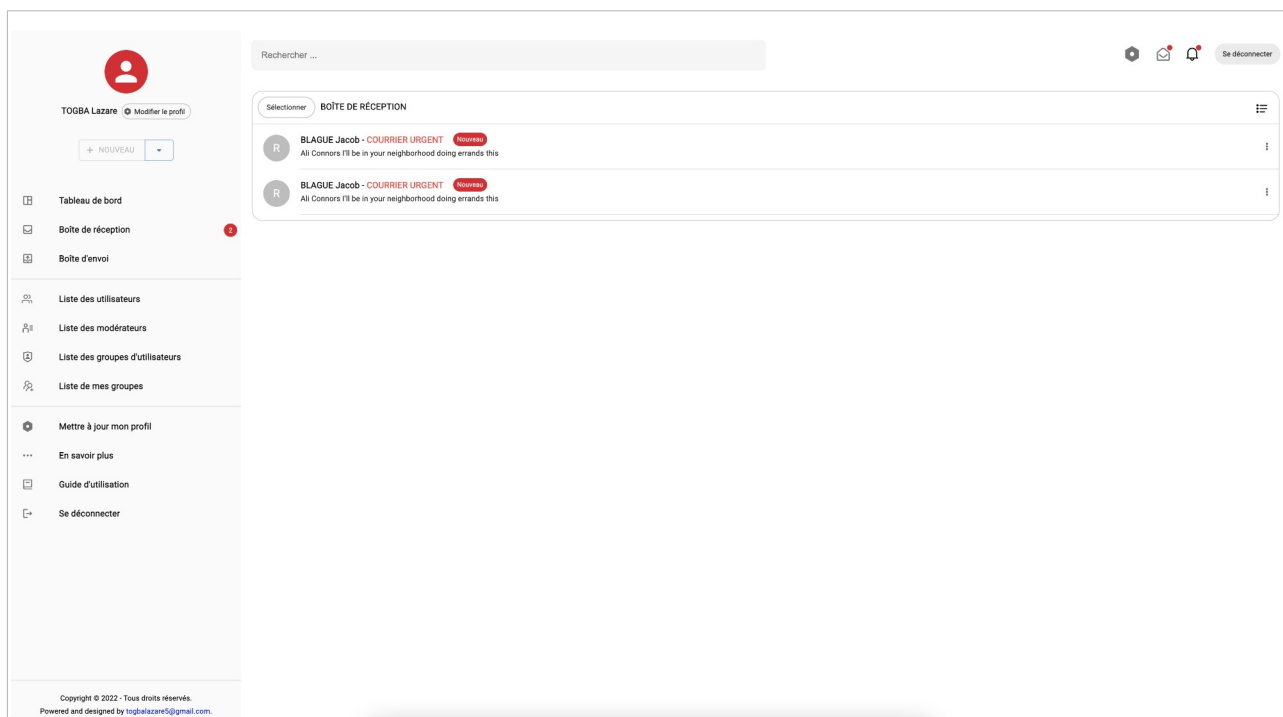 Rechercher ...
Se déconnecter
TOGBA Lazare
Modifier le profil
+ NOUVEAU
Tableau de bord
Boîte de réception
2
Boîte d'envoi
Liste des utilisateurs
Liste des modérateurs
Liste des groupes d'utilisateurs
Liste de mes groupes
Mettre à jour mon profil
En savoir plus
Guide d'utilisation
Se déconnecter
Copyright © 2022 - Tous droits réservés.
Powered and designed by togbalazare5@gmail.com.
Sélectionner
BOÎTE DE RÉCEPTION
R
BLAGUE Jacob - COURRIER URGENT Nouveau
Ali Connors I'll be in your neighborhood doing errands this
R
BLAGUE Jacob - COURRIER URGENT Nouveau
Ali Connors I'll be in your neighborhood doing errands this